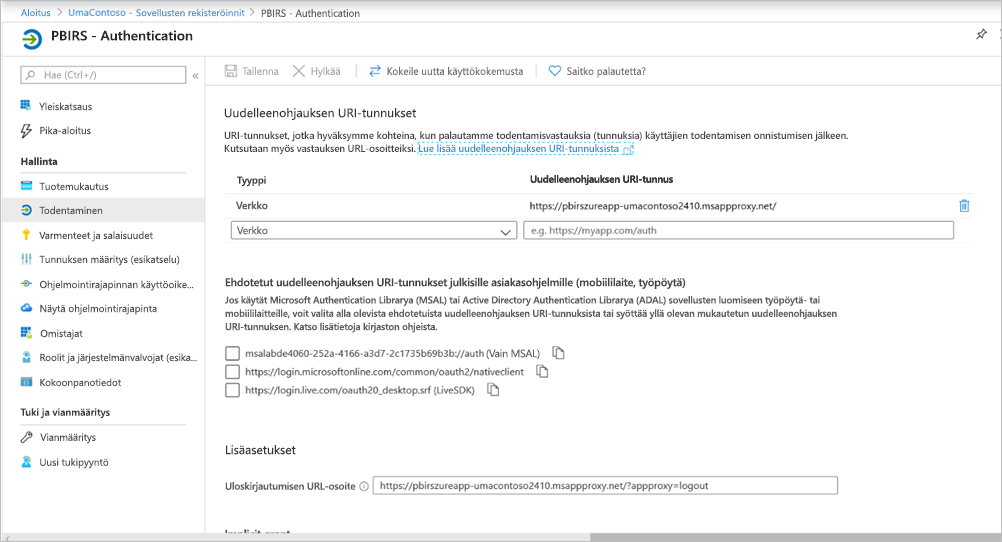 Aloitus > UmaContoso - Sovellusten rekisteröinnit > PBIRS - Authentication
PBIRS - Authentication
Hae (Ctrl+/)
«
Yleiskatsaus
Pika-aloitus
Hallinta
Tuotemukautus
Todentaminen
Varmenteet ja salaisuudet
Tunnuksen määritys (esikatselu)
Ohjelmointirajapinnan käyttöoike...
Näytä ohjelmointirajapinta
Omistajat
Roolit ja järjestelmänvalvojat (esika...
Kokoonpanotiedot
Tuki ja vianmääritys
Vianmääritys
Uusi tukipyyntö
Tallenna
Hylkää
Kokeile uutta käyttökokemusta
Saitko palautetta?
Uudelleenohjauksen URI-tunnukset
URI-tunnukset, jotka hyväksymme kohteina, kun palautamme todentamisvastauksia (tunnuksia) käyttäjien todentamisen onnistumisen jälkeen.
Kutsutaan myös vastauksen URL-osoitteiksi. Lue lisää uudelleenohjauksen URI-tunnuksista
Tyyppi
Uudelleenohjauksen URI-tunnus
Verkko
https://pbirszureapp-umacontoso2410.msappproxy.net/
Verkko
e.g. https://myapp.com/auth
Ehdotetut uudelleenohjauksen URI-tunnukset julkisille asiakasohjelmille (mobiililaite, työpöytä)
Jos käytät Microsoft Authentication Librarya (MSAL) tai Active Directory Authentication Librarya (ADAL) sovellusten luomiseen työpöytä- tai
mobiililaitteille, voit valita alla olevista ehdotetuista uudelleenohjauksen URI-tunnuksista tai syöttää yllä olevan mukautetun uudelleenohjauksen
URI-tunnuksen. Katso lisätietoja kirjaston ohjeista.
msalabde4060-252a-4166-a3d7-2c1735b69b3b://auth (Vain MSAL)
https://login.microsoftonline.com/common/oauth2/nativeclient
https://login.live.com/oauth20_desktop.srf (LiveSDK)
Lisäasetukset
Uloskirjautumisen URL-osoite
https://pbirszureapp-umacontoso2410.msappproxy.net/?appproxy=logout
Implicit grant